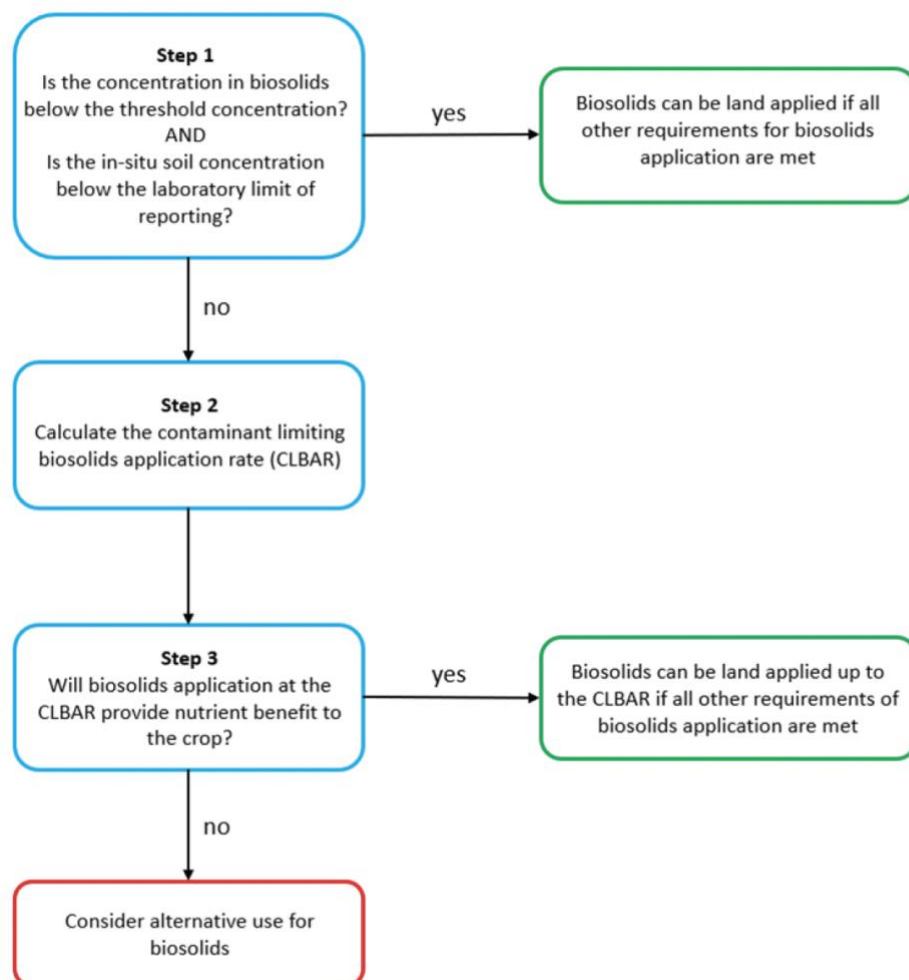 Step 1
Is the concentration in biosolids
below the threshold concentration?
AND
Is the in-situ soil concentration
below the laboratory limit of
reporting?
yes
Biosolids can be land applied if all
other requirements for biosolids
application are met
no
Step 2
Calculate the contaminant limiting
biosolids application rate (CLBAR)
Step 3
Will biosolids application at the
CLBAR provide nutrient benefit to
the crop?
yes
Biosolids can be land applied up to
the CLBAR if all other requirements of
biosolids application are met
no
Consider alternative use for
biosolids